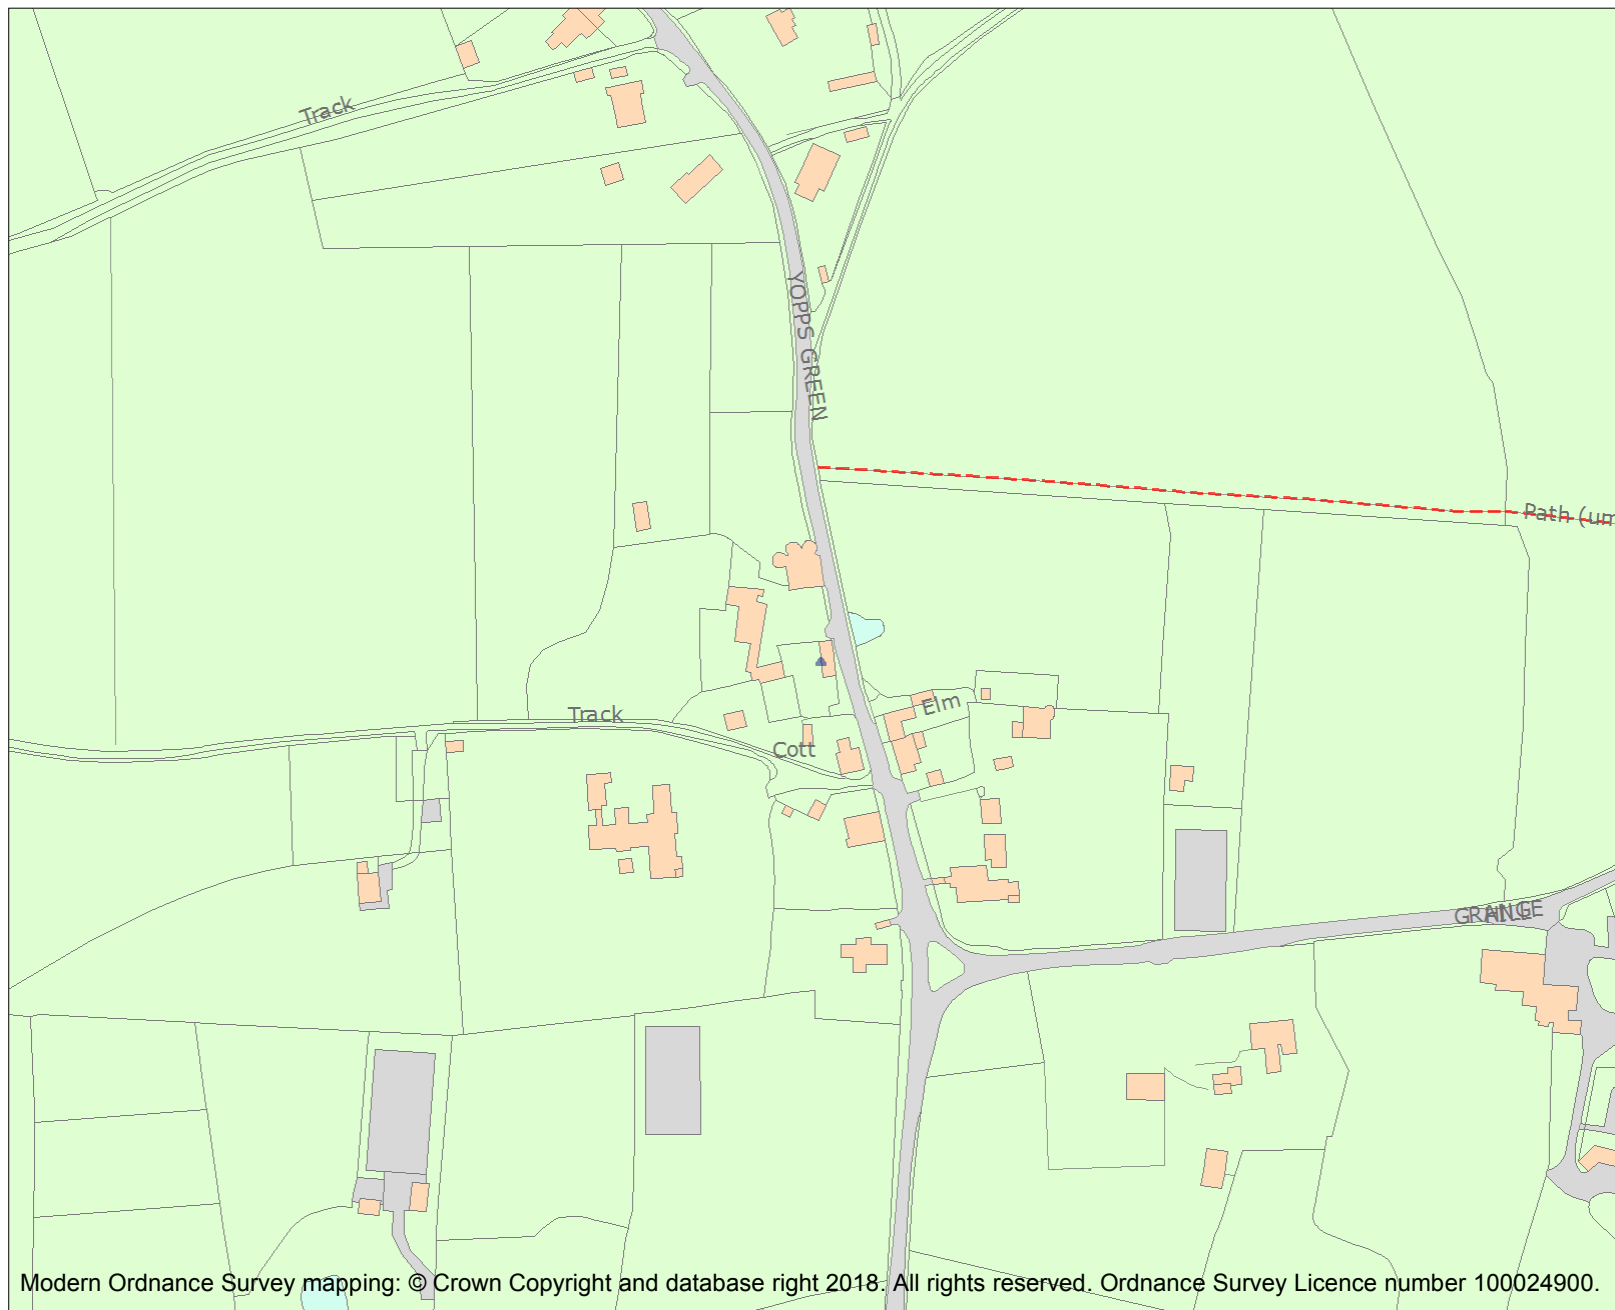 Track
YOPPS GREEN
Path (um
Elm
Track
Cott
GRANGE
HILL
Modern Ordnance Survey mapping: © Crown Copyright and database right 2018. All rights reserved. Ordnance Survey Licence number 100024900.